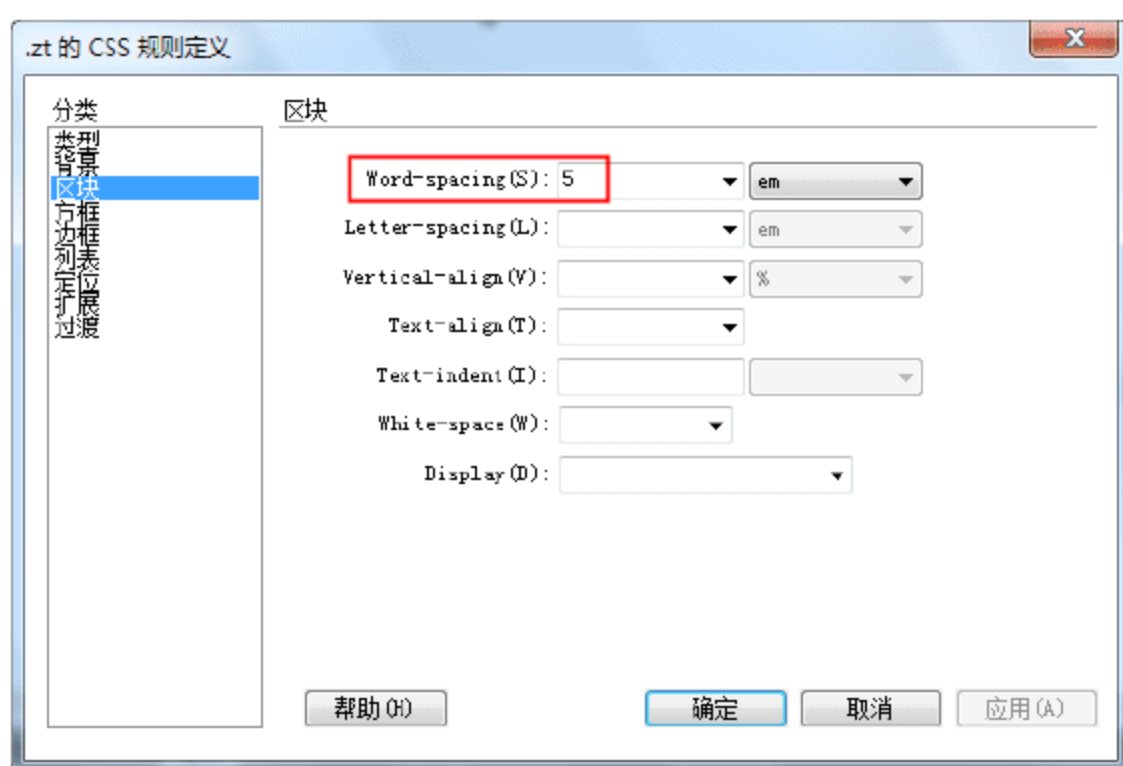 .zt 的 CSS 规则定义
分类
类型
背景
区块
方框
边框
列表
定位
扩展
过渡
区块
Word-spacing(S): 5 em
Letter-spacing(L): em
Vertical-align(V): %
Text-align(T):
Text-indent(I):
White-space(W):
Display(D):
帮助(H) 确定 取消 应用(A)